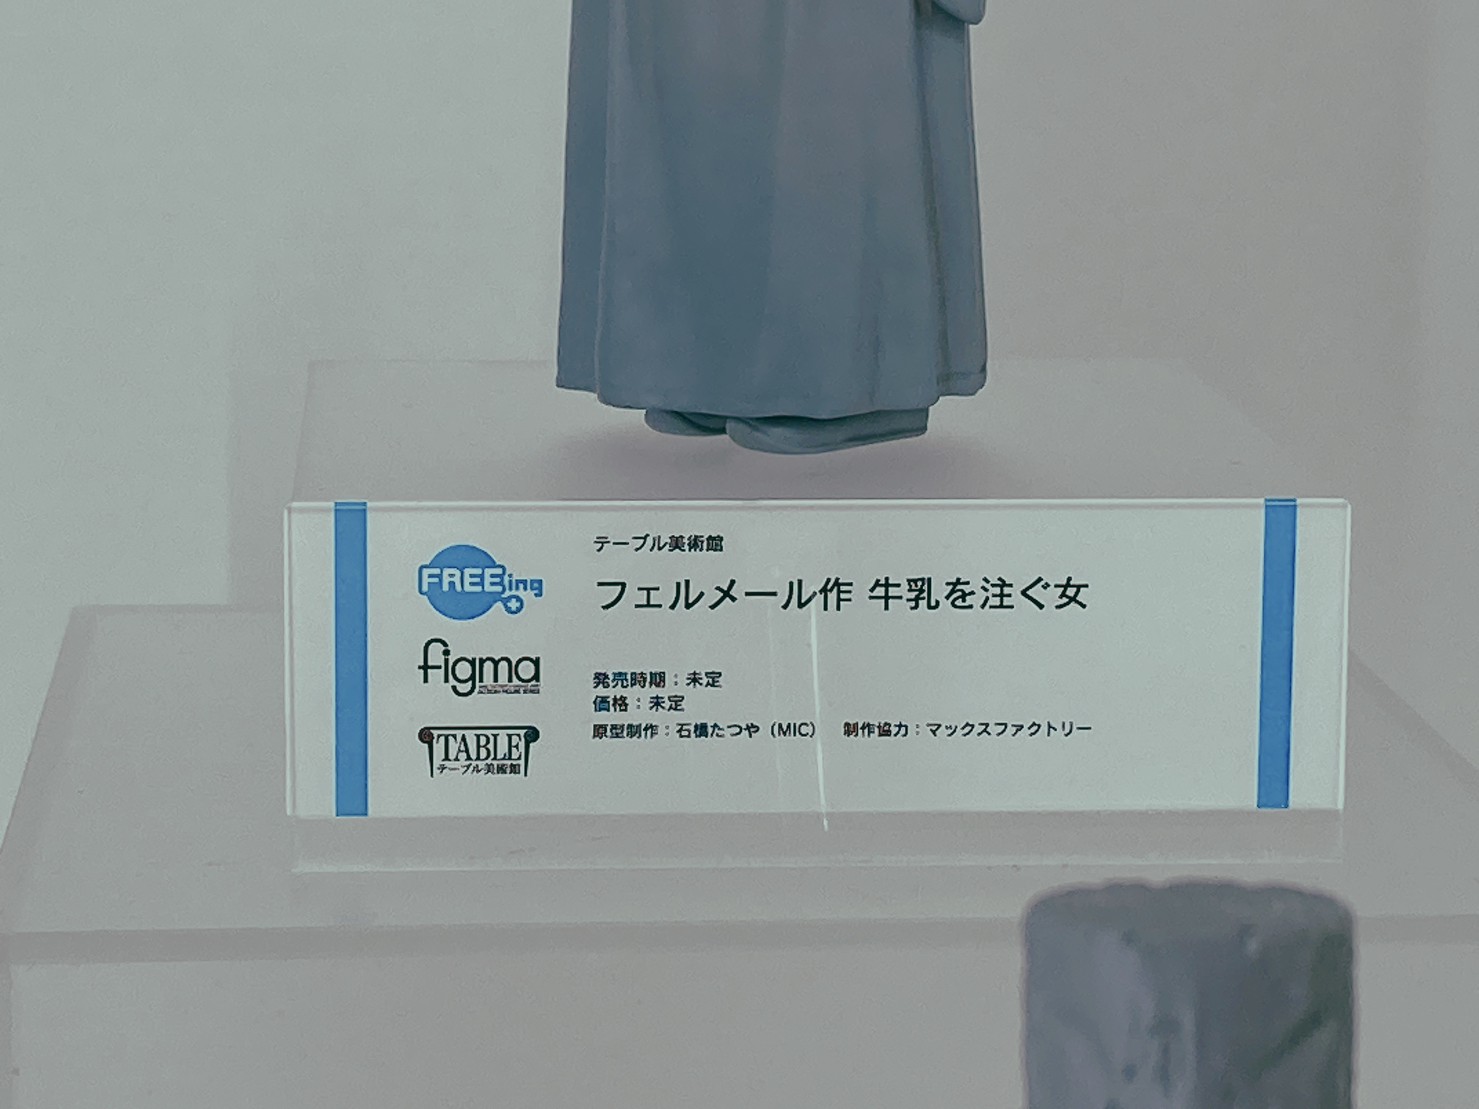 テーブル美術館
フェルメール作 牛乳を注ぐ女
発売時期：未定
価格：未定
原型制作：石橋たつや（MIC） 制作協力：マックスファクトリー
FREEing
figma
TABLE
テーブル美術館